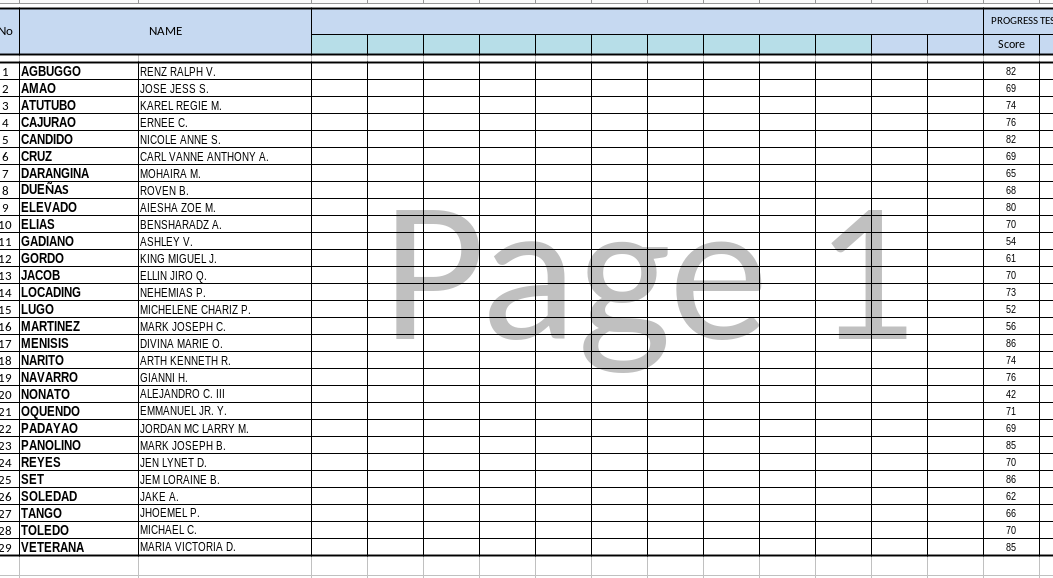 No NAME PROGRESS TES
Score
1 AGBUGGO RENZ RALPH V. 82
2 AMAO JOSE JESS S. 69
3 ATUTUBO KAREL REGIE M. 74
4 CAJURAO ERNEE C. 76
5 CANDIDO NICOLE ANNE S. 82
6 CRUZ CARL VANNE ANTHONY A. 69
7 DARANGINA MOHAIRA M. 65
8 DUEÑAS ROVEN B. 68
9 ELEVADO AIESHA ZOE M. 80
10 ELIAS BENSHARADZ A. 70
11 GADIANO ASHLEY V. 54
12 GORDO KING MIGUEL J. 61
13 JACOB ELLIN JIRO Q. 70
14 LOCADING NEHEMIAS P. 73
15 LUGO MICHELENE CHARIZ P. 52
16 MARTINEZ MARK JOSEPH C. 56
17 MENISIS DIVINA MARIE O. 86
18 NARITO ARTH KENNETH R. 74
19 NAVARRO GIANNI H. 76
20 NONATO ALEJANDRO C. III 42
21 OQUENDO EMMANUEL JR. Y. 71
22 PADAYAO JORDAN MC LARRY M. 69
23 PANOLINO MARK JOSEPH B. 85
24 REYES JEN LYNET D. 70
25 SET JEM LORAINE B. 86
26 SOLEDAD JAKE A. 62
27 TANGO JHOEMEL P. 66
28 TOLEDO MICHAEL C. 70
29 VETERANA MARIA VICTORIA D. 85
Page 1